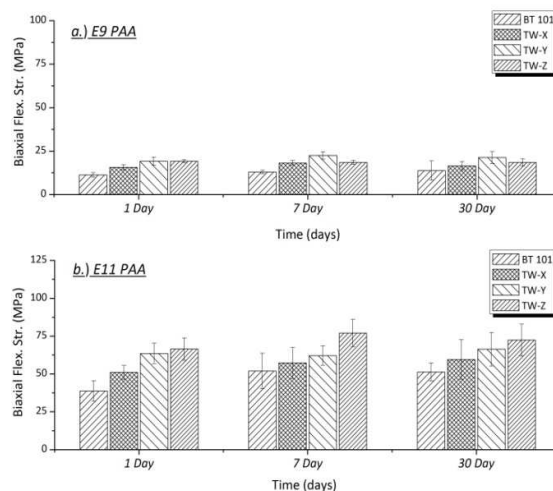 a.) E9 PAA
BT 101
TW-X
TW-Y
TW-Z
Biaxial Flex. Str. (MPa)
100
75
50
25
0
1 Day
7 Day
30 Day
Time (days)
b.) E11 PAA
BT 101
TW-X
TW-Y
TW-Z
Biaxial Flex. Str. (MPa)
125
100
75
50
25
0
1 Day
7 Day
30 Day
Time (days)